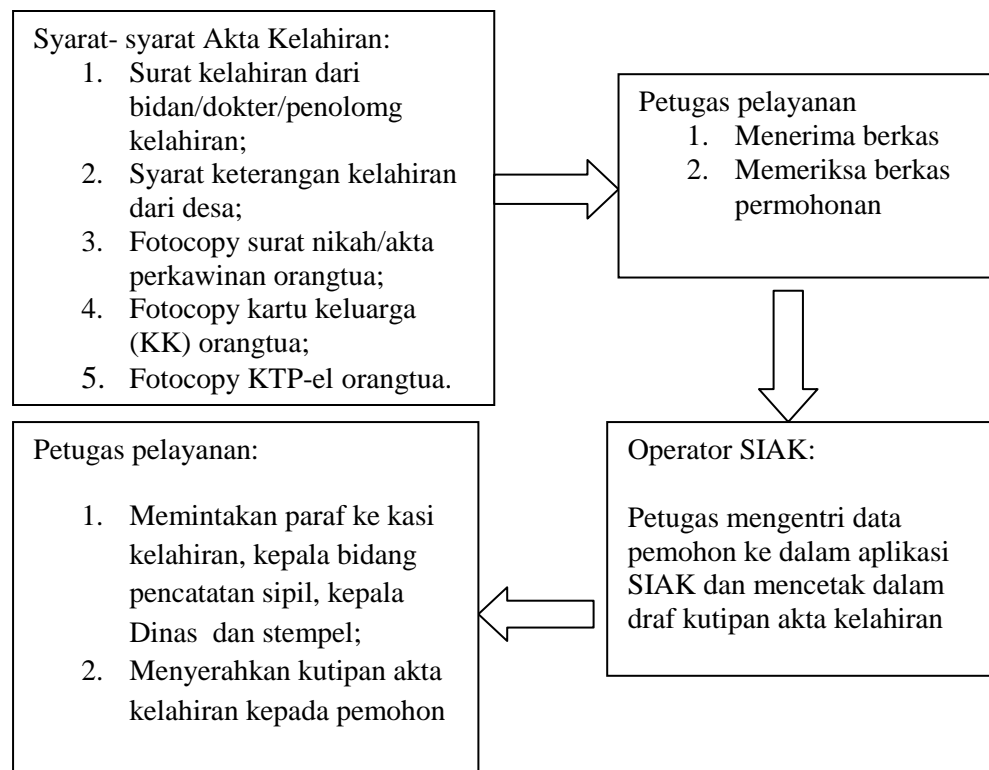 Syarat- syarat Akta Kelahiran:
1. Surat kelahiran dari
bidan/dokter/penolomg
kelahiran;
2. Syarat keterangan kelahiran
dari desa;
3. Fotocopy surat nikah/akta
perkawinan orangtua;
4. Fotocopy kartu keluarga
(KK) orangtua;
5. Fotocopy KTP-el orangtua.
Petugas pelayanan
1. Menerima berkas
2. Memeriksa berkas
permohonan
Operator SIAK:
Petugas mengentri data
pemohon ke dalam aplikasi
SIAK dan mencetak dalam
draf kutipan akta kelahiran
Petugas pelayanan:
1. Memintakan paraf ke kasi
kelahiran, kepala bidang
pencatatan sipil, kepala
Dinas dan stempel;
2. Menyerahkan kutipan akta
kelahiran kepada pemohon